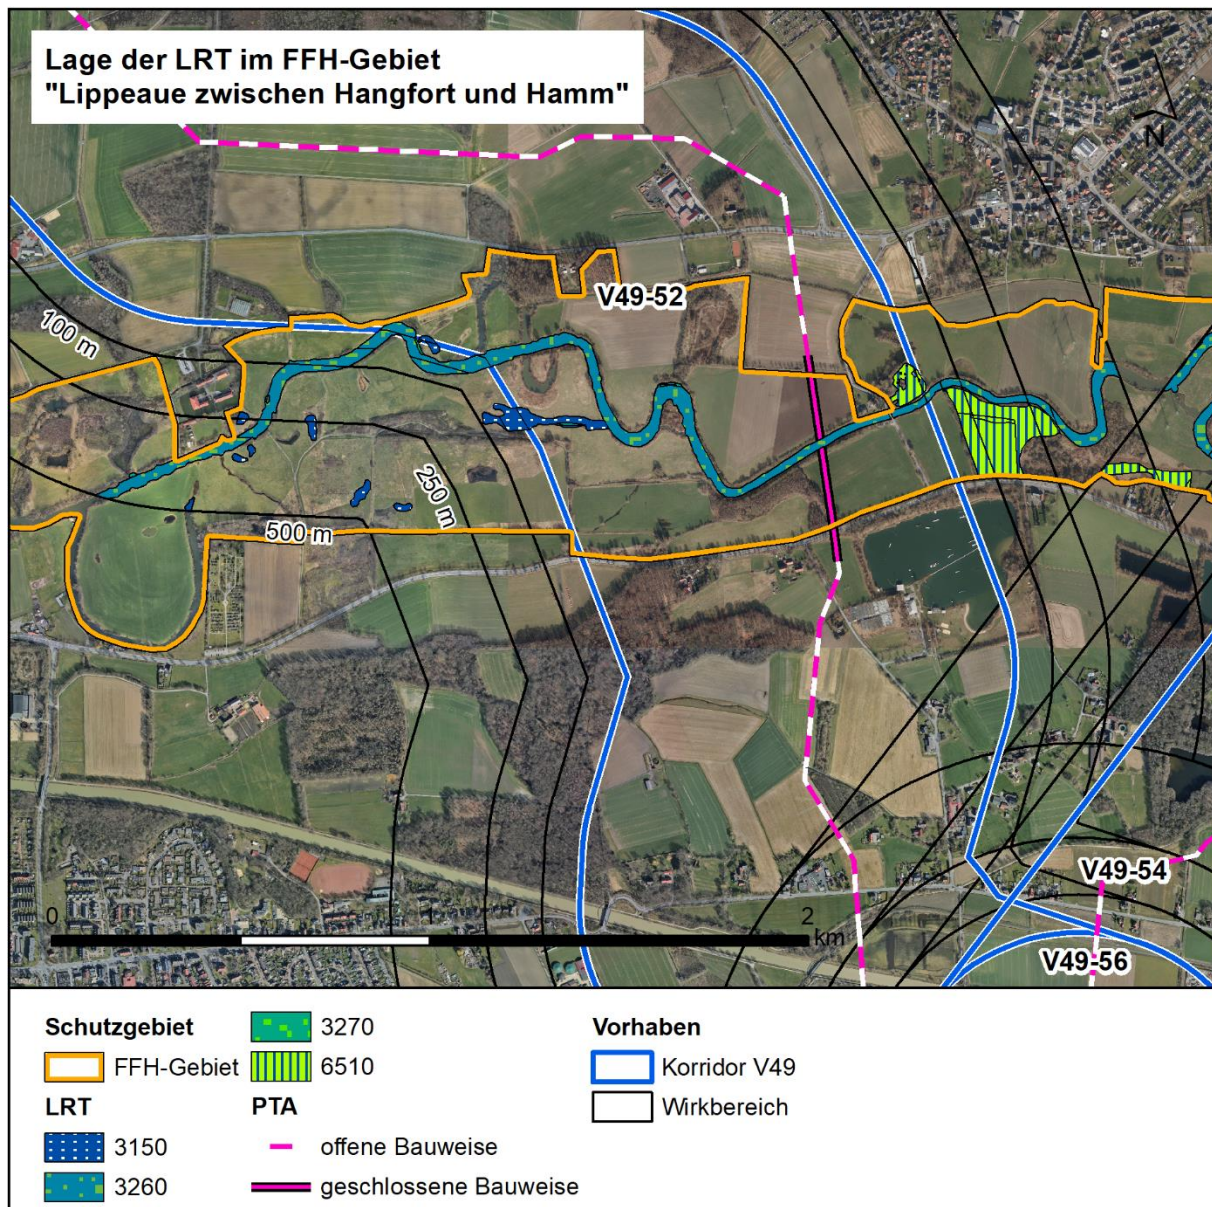 Lage der LRT im FFH-Gebiet
"Lippeaue zwischen Hangfort und Hamm"
N
V49-52
100 m
250 m
500 m
V49-54
V49-56
0 1 2
km
Schutzgebiet
FFH-Gebiet
LRT
3150
3260
3270
6510
PTA
offene Bauweise
geschlossene Bauweise
Vorhaben
Korridor V49
Wirkbereich